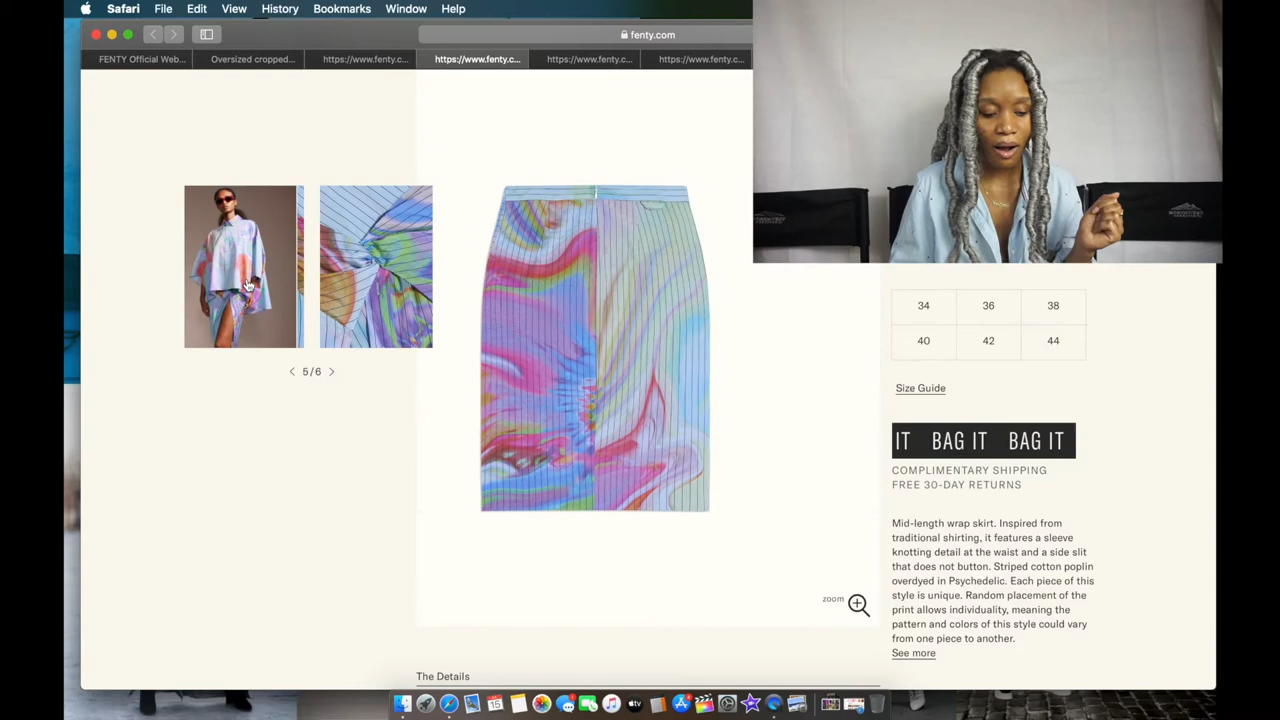 Safari File Edit View History Bookmarks Window Help
fenty.com
FENTY Official Web...
Oversized cropped...
https://www.fenty.c...
https://www.fenty.c...
https://www.fenty.c...
https://www.fenty.c...
34 36 38
40 42 44
5/6
Size Guide
IT BAG IT BAG IT
COMPLIMENTARY SHIPPING
FREE 30-DAY RETURNS
Mid-length wrap skirt. Inspired from
traditional shirting, it features a sleeve
knotting detail at the waist and a side slit
that does not button. Striped cotton poplin
overdyed in Psychedelic. Each piece of this
style is unique. Random placement of the
print allows individuality, meaning the
pattern and colors of this style could vary
from one piece to another.
See more
zoom
The Details